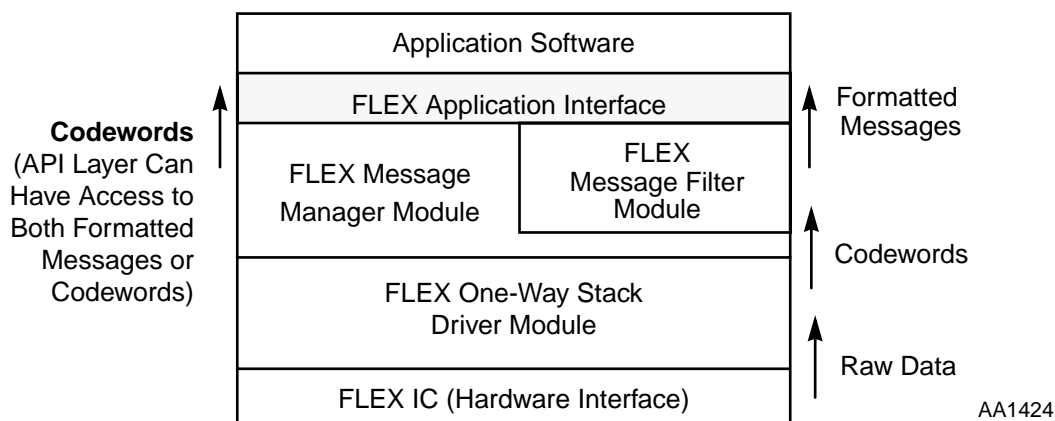 Application Software
FLEX Application Interface
Codewords
(API Layer Can
Have Access to
Both Formatted
Messages or
Codewords)
FLEX Message
Manager Module
FLEX
Message Filter
Module
Formatted
Messages
Codewords
FLEX One-Way Stack
Driver Module
Raw Data
FLEX IC (Hardware Interface)
AA1424